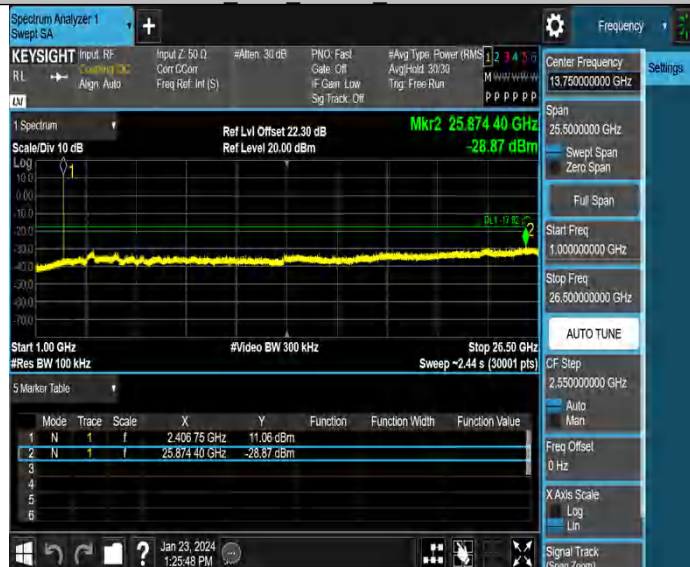 Spectrum Analyzer 1
Swept SA
+
Frequency
KEYSIGHT Input: RF Input Z: 50 Ω #Atten: 30 dB PNO: Fast #Avg Type: Power (RMS 1 2 3 4 5 6
RL Coupling: DC Corr CCorr Gate: Off Avg|Hold: 30/30 M W W W W W
Align: Auto Freq Ref: Int (S) IF Gain: Low Trig: Free Run
Sig Track: Off P P P P P P
LXI
1 Spectrum
Scale/Div 10 dB
Ref Lvl Offset 22.30 dB
Ref Level 20.00 dBm
Mkr2 25.874 40 GHz
-28.87 dBm
Log
10.0
0.00
-10.0
-20.0
-40.0
-50.0
-60.0
-70.0
1
2
Start 1.00 GHz #Video BW 300 kHz Stop 26.50 GHz
#Res BW 100 kHz Sweep ~2.44 s (30001 pts)
5 Marker Table
Mode Trace Scale X Y Function Function Width Function Value
1 N 1 f 2.406 75 GHz 11.06 dBm
2 N 1 f 25.874 40 GHz -28.87 dBm
3
4
5
6
? Jan 23, 2024
1:25:48 PM
Center Frequency
13.750000000 GHz
Settings
Span
25.5000000 GHz
Swept Span
Zero Span
Full Span
Start Freq
1.000000000 GHz
Stop Freq
26.500000000 GHz
AUTO TUNE
CF Step
2.550000000 GHz
Auto
Man
Freq Offset
0 Hz
X Axis Scale
Log
Lin
Signal Track
(Span Zoom)